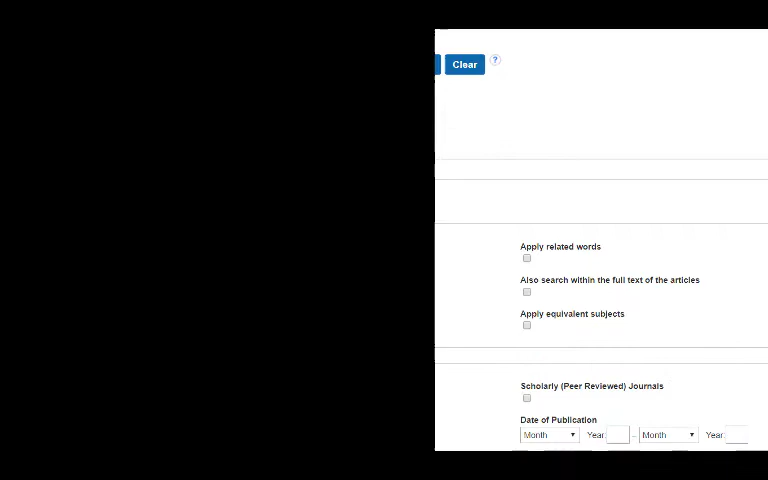 Clear ?
Apply related words
Also search within the full text of the articles
Apply equivalent subjects
Scholarly (Peer Reviewed) Journals
Date of Publication
Month Year: – Month Year: